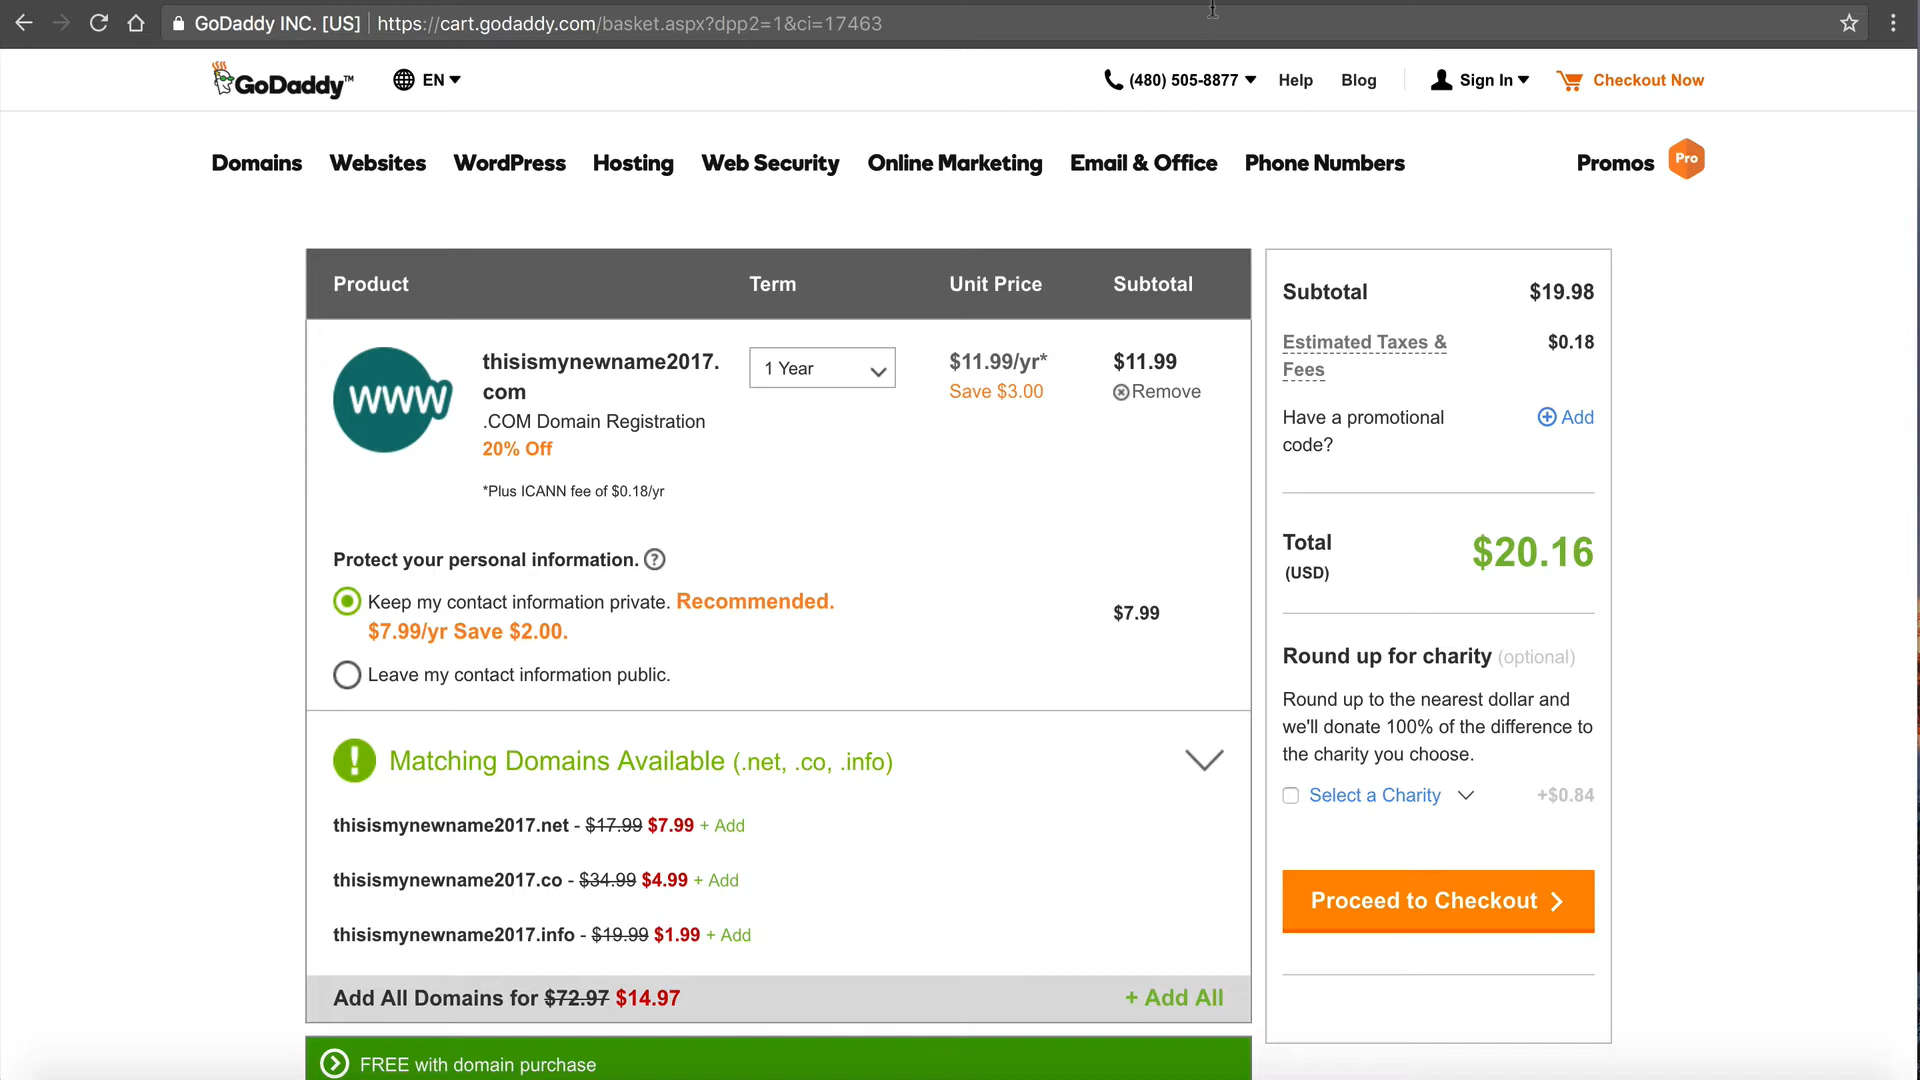 GoDaddy INC. [US] https://cart.godaddy.com/basket.aspx?dpp2=1&ci=17463
GoDaddy™ EN (480) 505-8877 Help Blog Sign In Checkout Now
Domains Websites WordPress Hosting Web Security Online Marketing Email & Office Phone Numbers Promos Pro
Product Term Unit Price Subtotal
www
thisismynewname2017. 1 Year $11.99/yr* $11.99
com Save $3.00 Remove
.COM Domain Registration
20% Off
*Plus ICANN fee of $0.18/yr
Protect your personal information. ?
Keep my contact information private. Recommended.
$7.99/yr Save $2.00. $7.99
Leave my contact information public.
! Matching Domains Available (.net, .co, .info)
thisismynewname2017.net - $17.99 $7.99 + Add
thisismynewname2017.co - $34.99 $4.99 + Add
thisismynewname2017.info - $19.99 $1.99 + Add
Add All Domains for $72.97 $14.97 + Add All
FREE with domain purchase
Subtotal $19.98
Estimated Taxes & $0.18
Fees
Have a promotional Add
code?
Total $20.16
(USD)
Round up for charity (optional)
Round up to the nearest dollar and
we'll donate 100% of the difference to
the charity you choose.
Select a Charity +$0.84
Proceed to Checkout